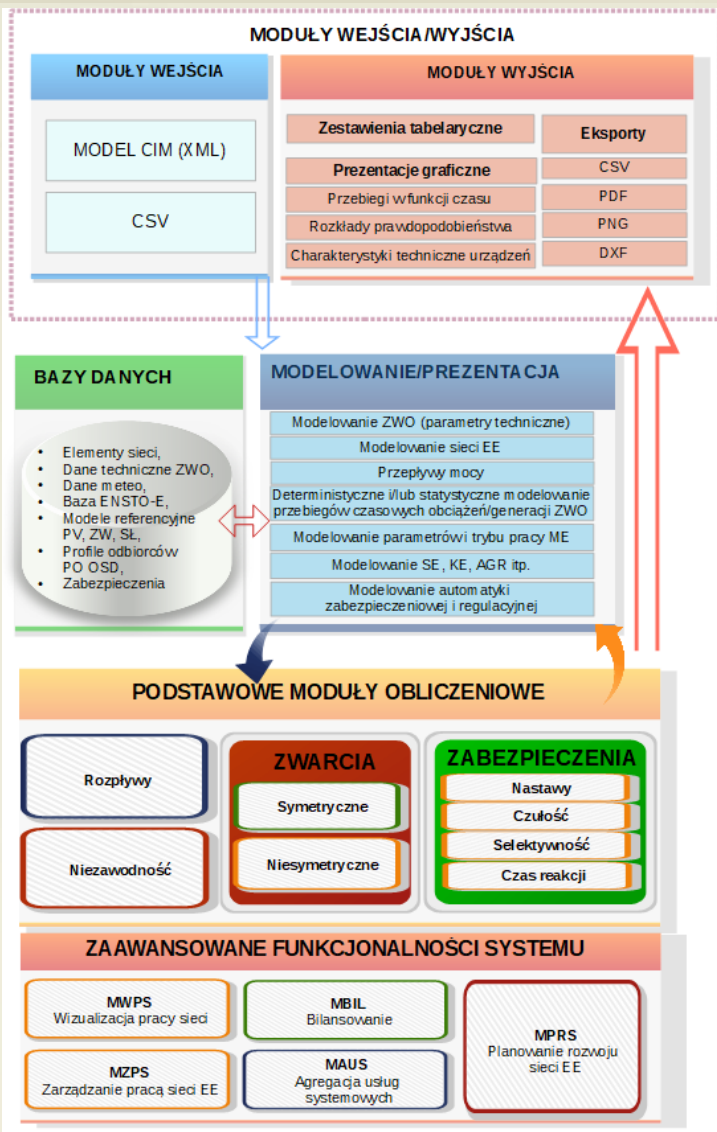 MODUŁY WEJŚCIA/WYJŚCIA
MODUŁY WEJŚCIA
MODEL CIM (XML)
CSV
MODUŁY WYJŚCIA
Zestawienia tabelaryczne
Prezentacje graficzne
Przebiegi w funkcji czasu
Rozkłady prawdopodobieństwa
Charakterystyki techniczne urządzeń
Eksporty
CSV
PDF
PNG
DXF
BAZY DANYCH
• Elementy sieci,
• Dane techniczne ZWO,
• Dane meteo,
• Baza ENSTO-E,
• Modele referencyjne
PV, ZW, SŁ,
• Profile odbiorców
PO OSD,
• Zabezpieczenia
MODELOWANIE/PREZENTACJA
Modelowanie ZWO (parametry techniczne)
Modelowanie sieci EE
Przepływy mocy
Deterministyczne i/lub statystyczne modelowanie
przebiegów czasowych obciążeń/generacji ZWO
Modelowanie parametrów i trybu pracy ME
Modelowanie SE, KE, AGR itp.
Modelowanie automatyki
zabezpieczeniowej i regulacyjnej
PODSTAWOWE MODUŁY OBLICZENIOWE
Rozpływy
Niezawodność
ZWARCIA
Symetryczne
Niesymetryczne
ZABEZPIECZENIA
Nastawy
Czułość
Selektywność
Czas reakcji
ZAAWANSOWANE FUNKCJONALNOŚCI SYSTEMU
MWPS
Wizualizacja pracy sieci
MZPS
Zarządzanie pracą sieci EE
MBIL
Bilansowanie
MAUS
Agregacja usług
systemowych
MPRS
Planowanie rozwoju
sieci EE